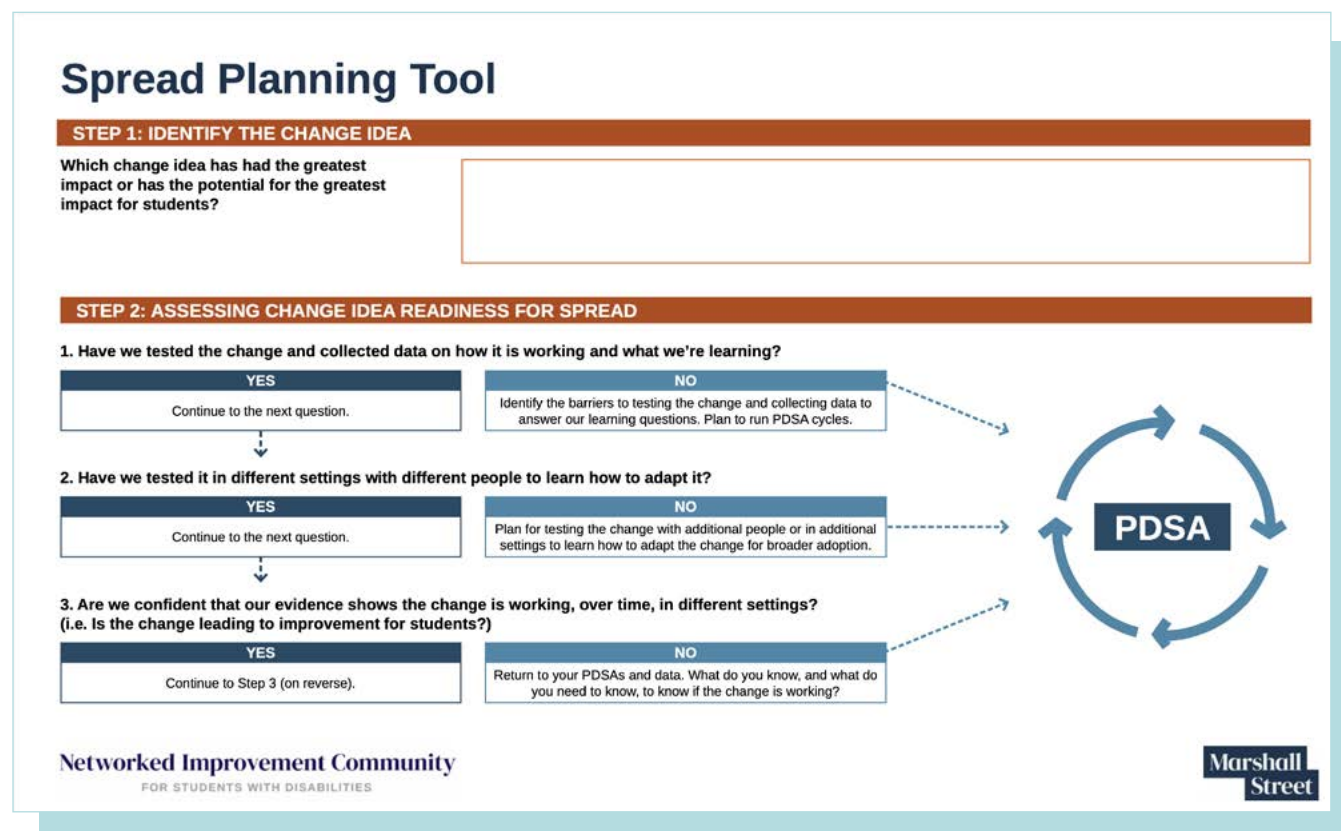 Spread Planning Tool
STEP 1: IDENTIFY THE CHANGE IDEA
Which change idea has had the greatest
impact or has the potential for the greatest
impact for students?
STEP 2: ASSESSING CHANGE IDEA READINESS FOR SPREAD
1. Have we tested the change and collected data on how it is working and what we're learning?
YES
Continue to the next question.
NO
Identify the barriers to testing the change and collecting data to
answer our learning questions. Plan to run PDSA cycles.
2. Have we tested it in different settings with different people to learn how to adapt it?
YES
Continue to the next question.
NO
Plan for testing the change with additional people or in additional
settings to learn how to adapt the change for broader adoption.
PDSA
3. Are we confident that our evidence shows the change is working, over time, in different settings?
(i.e. Is the change leading to improvement for students?)
YES
Continue to Step 3 (on reverse).
NO
Return to your PDSAs and data. What do you know, and what do
you need to know, to know if the change is working?
Networked Improvement Community
FOR STUDENTS WITH DISABILITIES
Marshall
Street